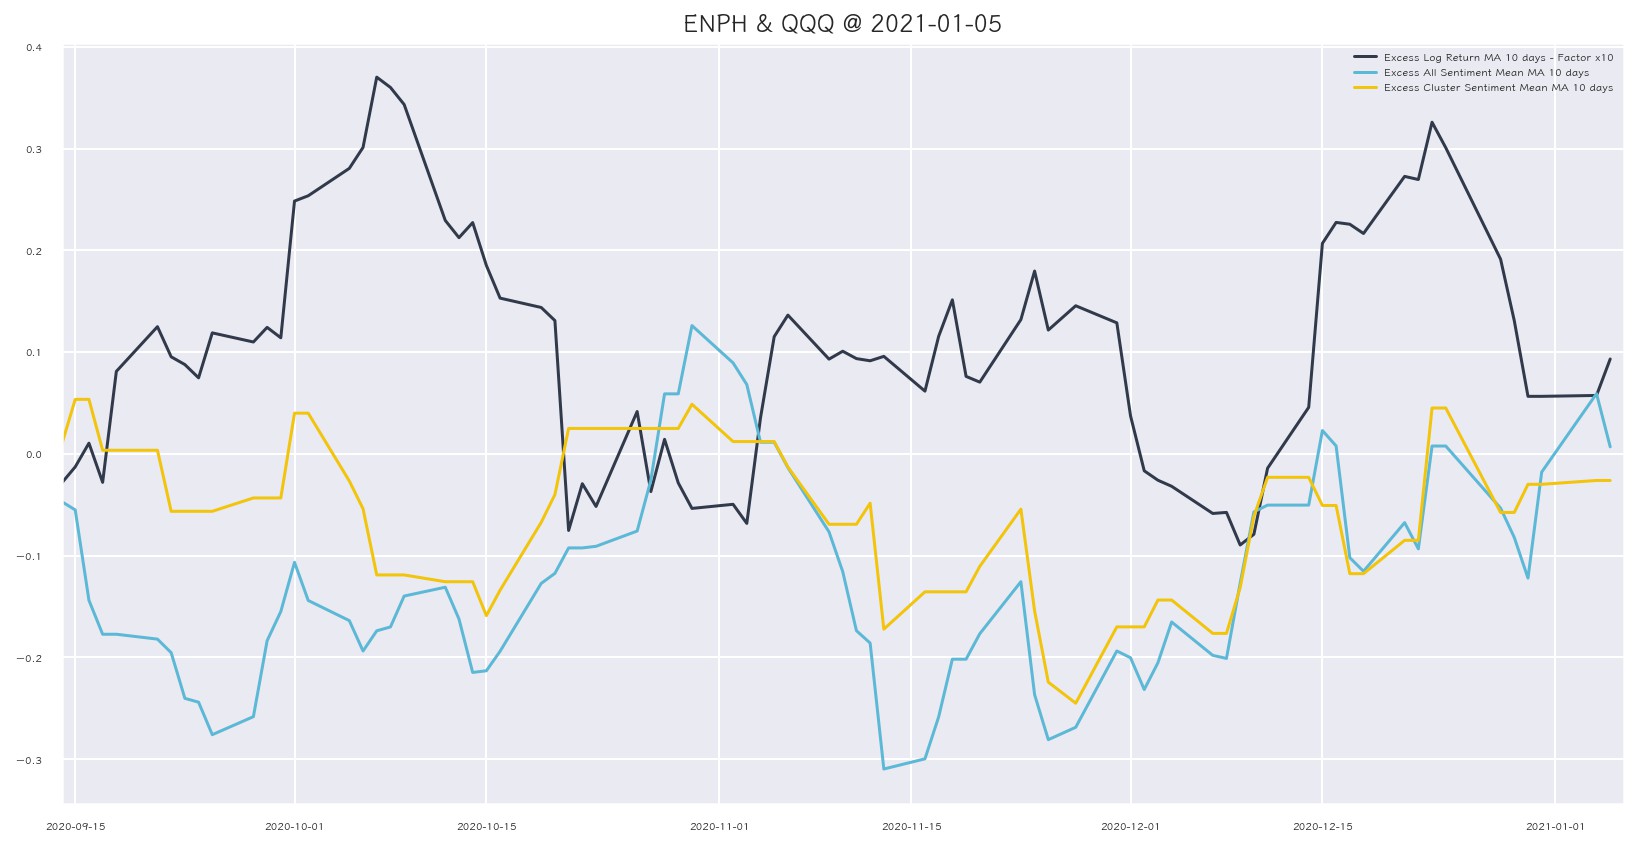 ENPH & QQQ @ 2021-01-05
Excess Log Return MA 10 days - Factor x10
Excess All Sentiment Mean MA 10 days
Excess Cluster Sentiment Mean MA 10 days
0.4
0.3
0.2
0.1
0.0
−0.1
−0.2
−0.3
2020-09-15 2020-10-01 2020-10-15 2020-11-01 2020-11-15 2020-12-01 2020-12-15 2021-01-01